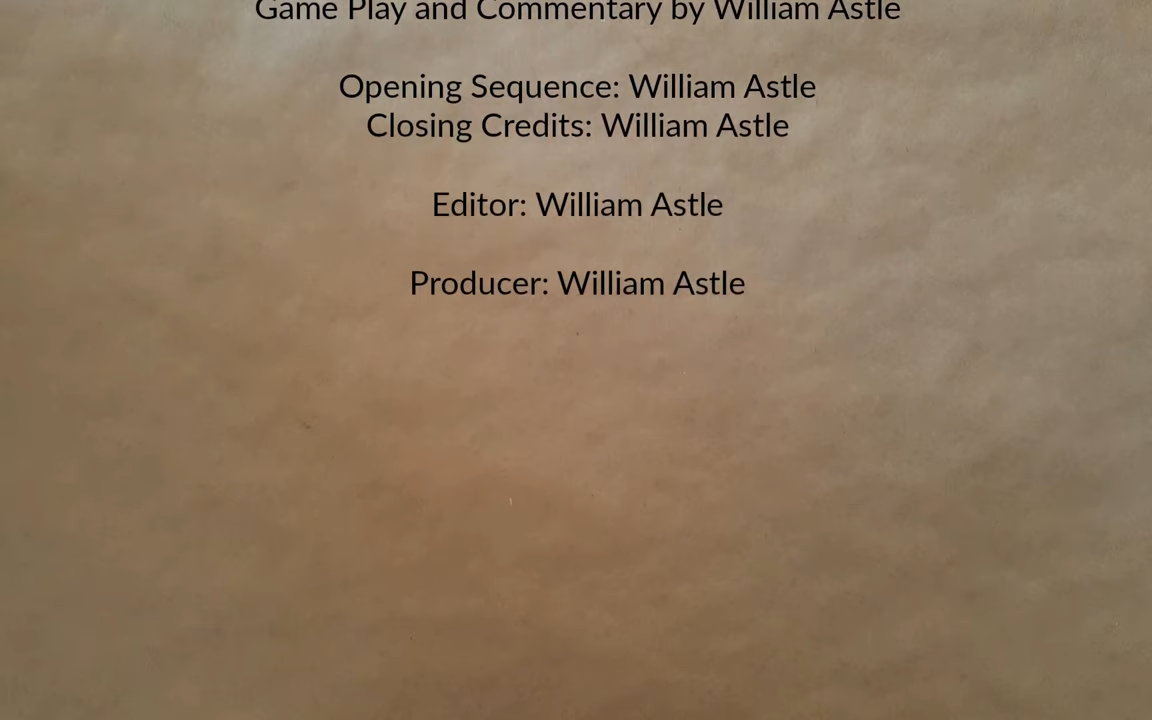 Game Play and Commentary by William Astle
Opening Sequence: William Astle
Closing Credits: William Astle
Editor: William Astle
Producer: William Astle